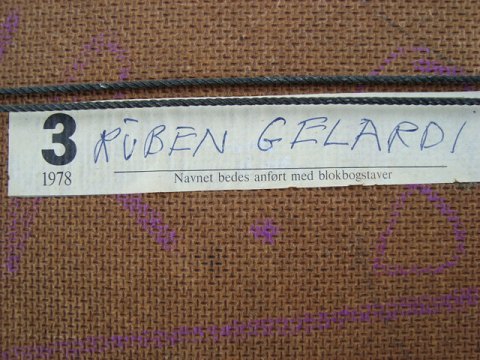 3 RÜBEN GELARDI
1978 Navnet bedes anført med blokbogstaver